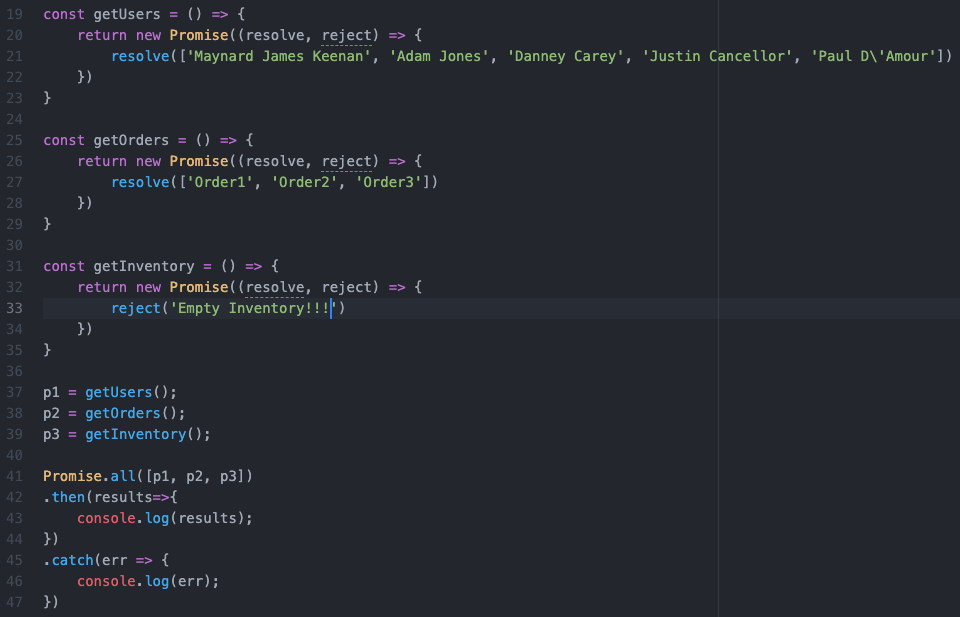 19 const getUsers = () => {
20     return new Promise((resolve, reject) => {
21         resolve(['Maynard James Keenan', 'Adam Jones', 'Danney Carey', 'Justin Cancellor', 'Paul D\'Amour'])
22     })
23 }
24
25 const getOrders = () => {
26     return new Promise((resolve, reject) => {
27         resolve(['Order1', 'Order2', 'Order3'])
28     })
29 }
30
31 const getInventory = () => {
32     return new Promise((resolve, reject) => {
33         reject('Empty Inventory!!!')
34     })
35 }
36
37 p1 = getUsers();
38 p2 = getOrders();
39 p3 = getInventory();
40
41 Promise.all([p1, p2, p3])
42 .then(results=>{
43     console.log(results);
44 })
45 .catch(err => {
46     console.log(err);
47 })